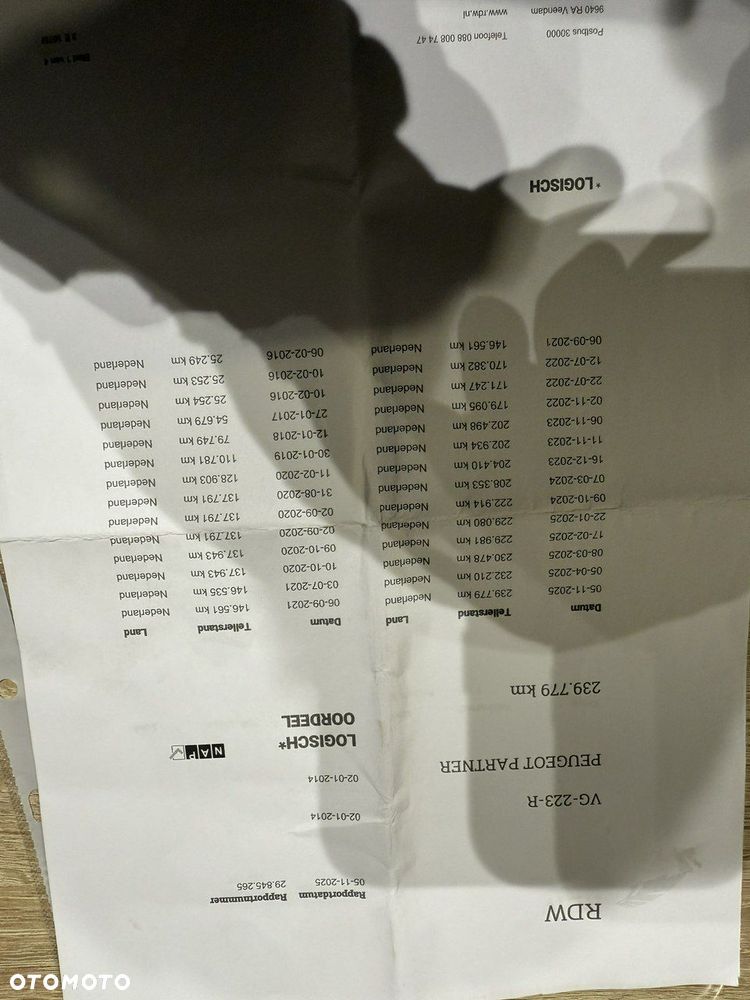 RDW
Rapportdatum Rapportnummer
05-11-2025 29.845.265
VG-223-R 02-01-2014
PEUGEOT PARTNER 02-01-2014
LOGISCH* NAP
OORDEEL
239.779 km
Datum Tellerstand Land Datum Tellerstand Land
05-11-2025 239.779 km Nederland 06-09-2021 146.561 km Nederland
05-04-2025 232.210 km Nederland 03-07-2021 146.535 km Nederland
08-03-2025 230.478 km Nederland 10-10-2020 137.943 km Nederland
17-02-2025 229.981 km Nederland 09-10-2020 137.943 km Nederland
22-01-2025 229.080 km Nederland 02-09-2020 137.791 km Nederland
09-10-2024 222.914 km Nederland 02-09-2020 137.791 km Nederland
07-03-2024 208.353 km Nederland 31-08-2020 137.791 km Nederland
16-12-2023 204.410 km Nederland 11-02-2020 128.903 km Nederland
11-11-2023 202.934 km Nederland 30-01-2019 110.781 km Nederland
06-11-2023 202.498 km Nederland 12-01-2018 79.749 km Nederland
02-11-2022 179.095 km Nederland 27-01-2017 54.679 km Nederland
22-07-2022 171.247 km Nederland 10-02-2016 25.254 km Nederland
12-07-2022 170.382 km Nederland 10-02-2016 25.253 km Nederland
06-09-2021 146.561 km Nederland 06-02-2016 25.249 km Nederland
*LOGISCH
Postbus 30000 Telefoon 088 008 74 47
9640 RA Veendam www.rdw.nl
Blad 1 van 4
OTOMOTO